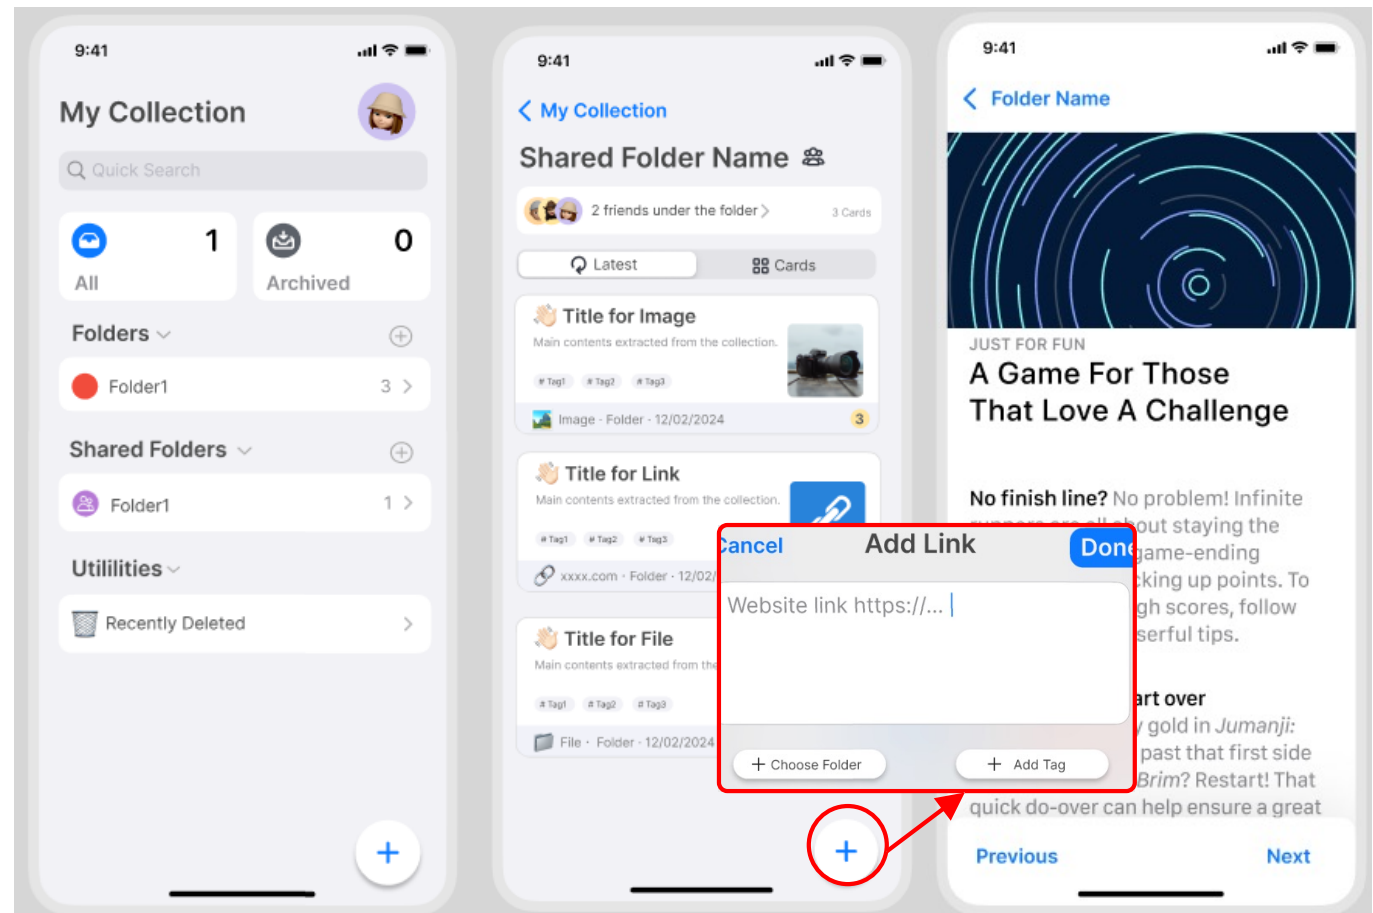 9:41
My Collection
Quick Search
1
All
0
Archived
Folders
Folder1
3
Shared Folders
Folder1
1
Utililities
Recently Deleted
9:41
My Collection
Shared Folder Name
2 friends under the folder
3 Cards
Latest
Cards
Title for Image
Main contents extracted from the collection.
# Tag1 # Tag2 # Tag3
Image - Folder - 12/02/2024
3
Title for Link
Main contents extracted from the collection.
# Tag1 # Tag2 # Tag3
xxxx.com · Folder · 12/02/
Title for File
Main contents extracted from the
# Tag1 # Tag2 # Tag3
File · Folder · 12/02/2024
Cancel
Add Link
Done
Website link https://...
+ Choose Folder
+ Add Tag
+
+
9:41
Folder Name
JUST FOR FUN
A Game For Those
That Love A Challenge
No finish line? No problem! Infinite
runners are all about staying the
game-ending
king up points. To
gh scores, follow
serful tips.
art over
y gold in Jumanji:
past that first side
Brim? Restart! That
quick do-over can help ensure a great
Previous
Next